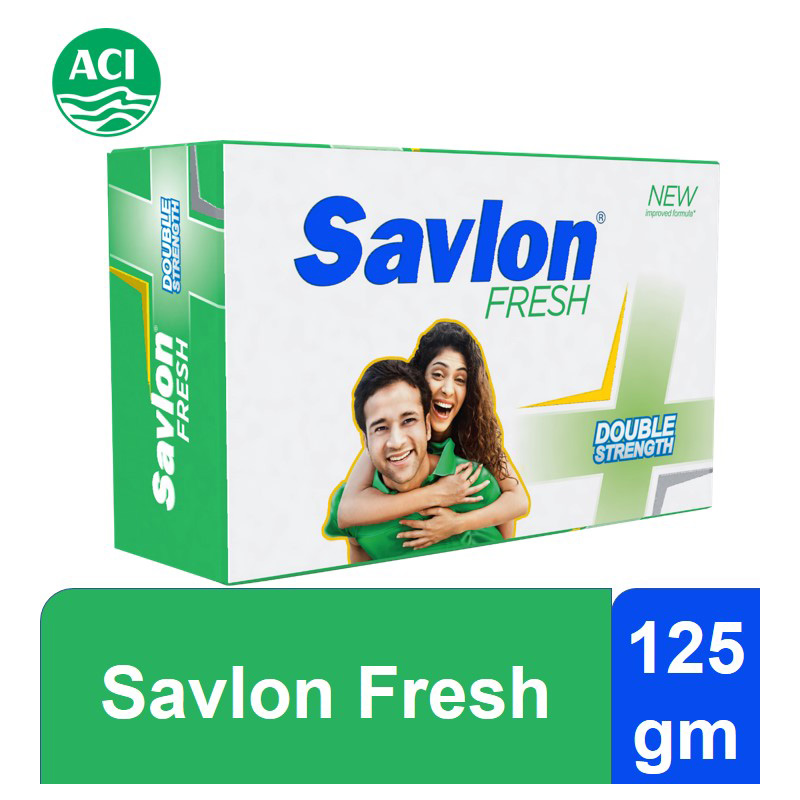 ACI
Savlon®
FRESH
NEW
improved formula*
DOUBLE
STRENGTH
DOUBLE
STRENGTH
Savlon
FRESH
Savlon Fresh
125
gm